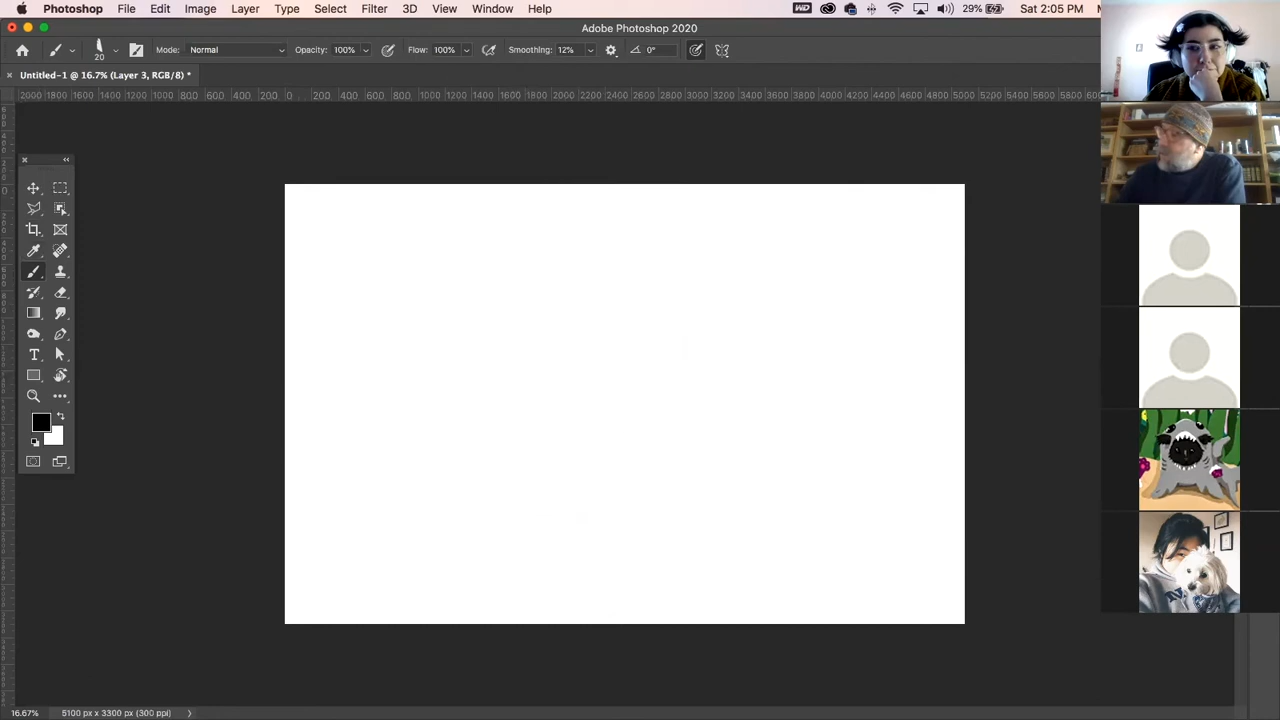 Photoshop File Edit Image Layer Type Select Filter 3D View Window Help
29% Sat 2:05 PM
Adobe Photoshop 2020
20 Mode: Normal Opacity: 100% Flow: 100% Smoothing: 12% 0°
Untitled-1 @ 16.7% (Layer 3, RGB/8) *
2000 1800 1600 1400 1200 1000 800 600 400 200 0 200 400 600 800 1000 1200 1400 1600 1800 2000 2200 2400 2600 2800 3000 3200 3400 3600 3800 4000 4200 4400 4600 4800 5000 5200 5400 5600 5800
16.67% 5100 px x 3300 px (300 ppi)